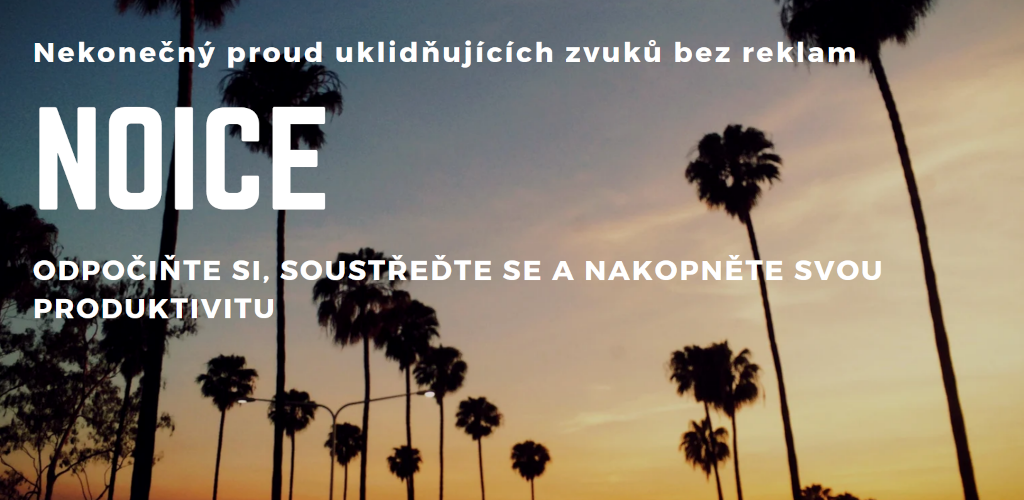 Nekonečný proud uklidňujících zvuků bez reklam
NOICE
ODPOČIŇTE SI, SOUSTŘEĎTE SE A NAKOPNĚTE SVOU
PRODUKTIVITU